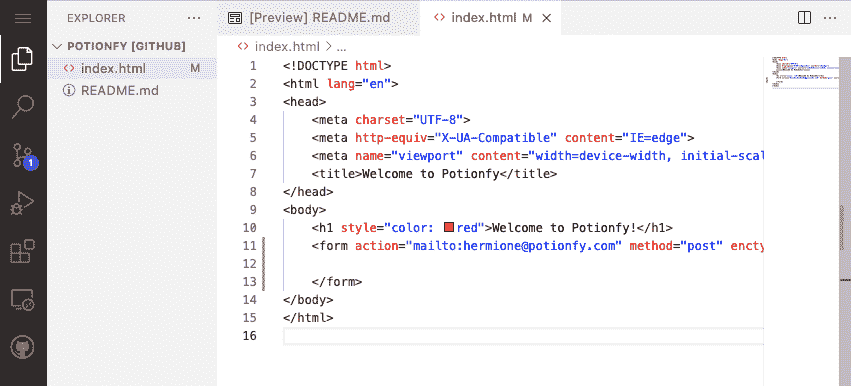 EXPLORER ···
[Preview] README.md
<> index.html M ×
···
POTIONFY [GITHUB]
<> index.html M
README.md
1
<> index.html > ...
1 <!DOCTYPE html>
2 <html lang="en">
3 <head>
4 <meta charset="UTF-8">
5 <meta http-equiv="X-UA-Compatible" content="IE=edge">
6 <meta name="viewport" content="width=device-width, initial-scal
7 <title>Welcome to Potionfy</title>
8 </head>
9 <body>
10 <h1 style="color: red">Welcome to Potionfy!</h1>
11 <form action="mailto:hermione@potionfy.com" method="post" encty
12
13 </form>
14 </body>
15 </html>
16